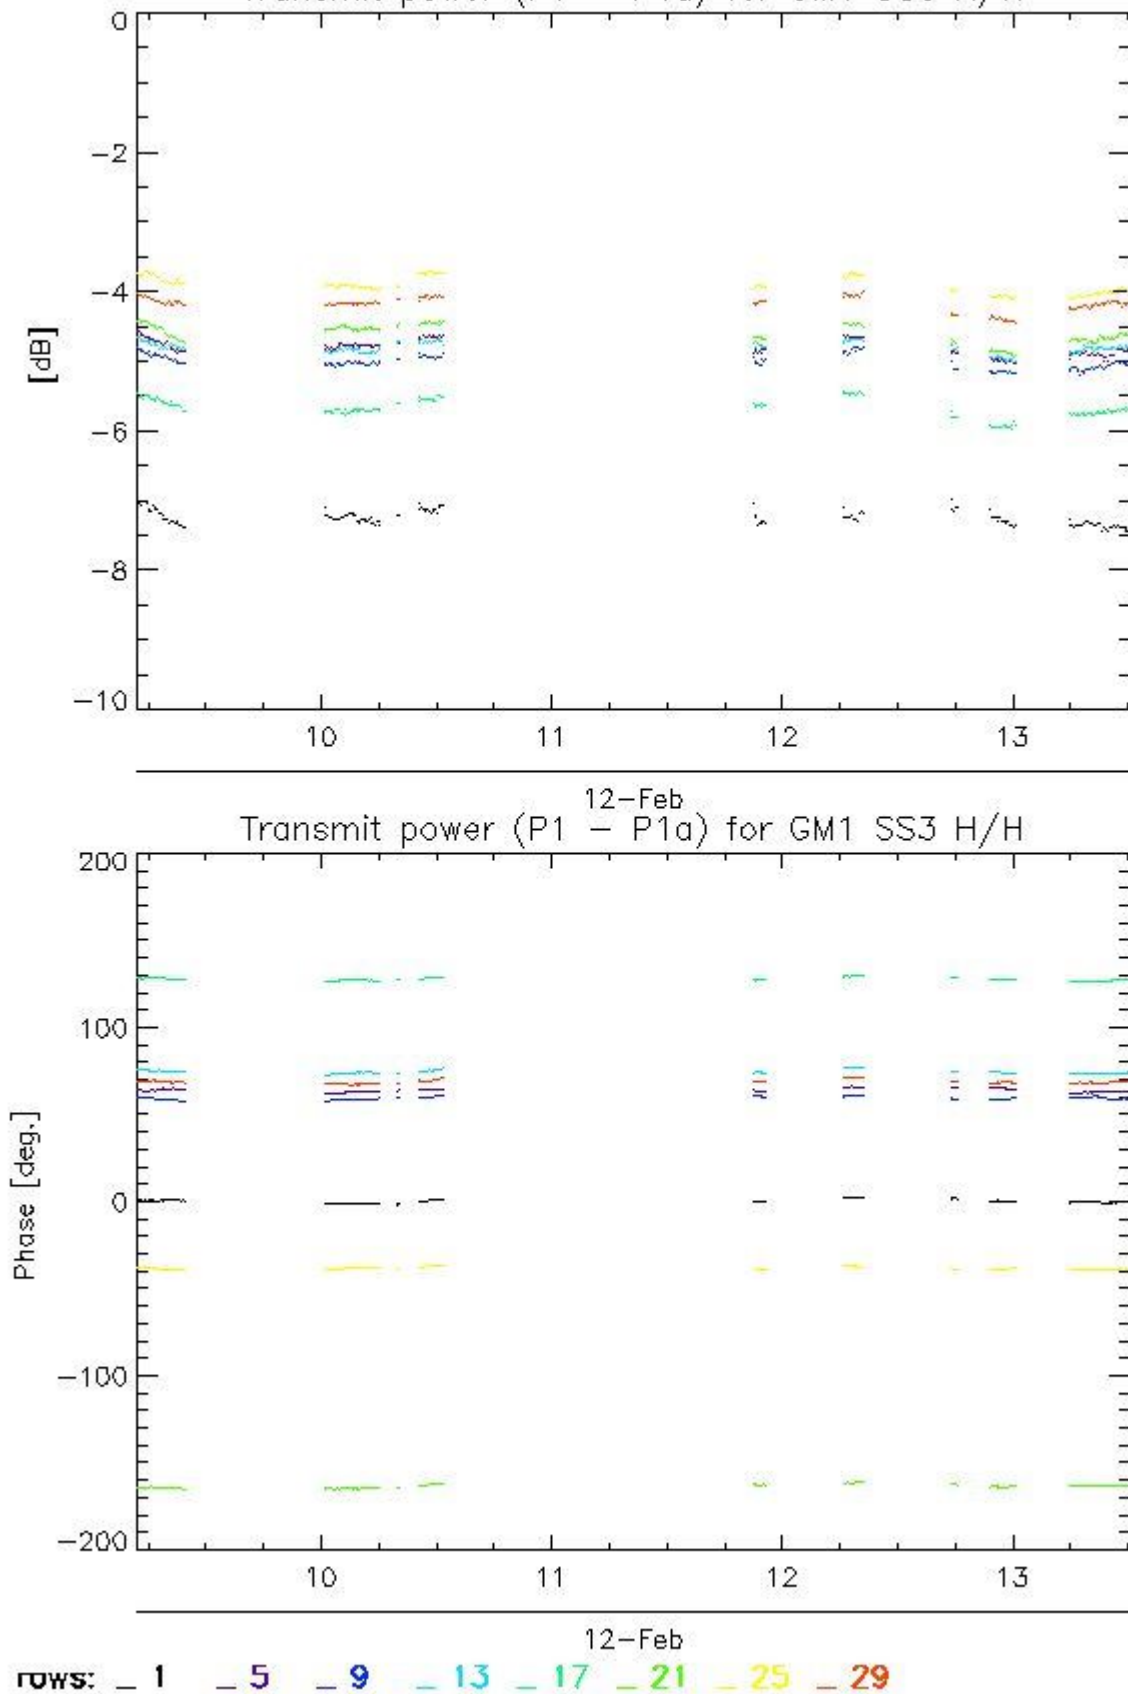 0
−2
−4
[dB]
−6
−8
−10
10 11 12 13
12−Feb
Transmit power (P1 − P1a) for GM1 SS3 H/H
200
100
Phase [deg.]
0
−100
−200
10 11 12 13
12−Feb
rows: _ 1 _ 5 _ 9 _ 13 _ 17 _ 21 _ 25 _ 29